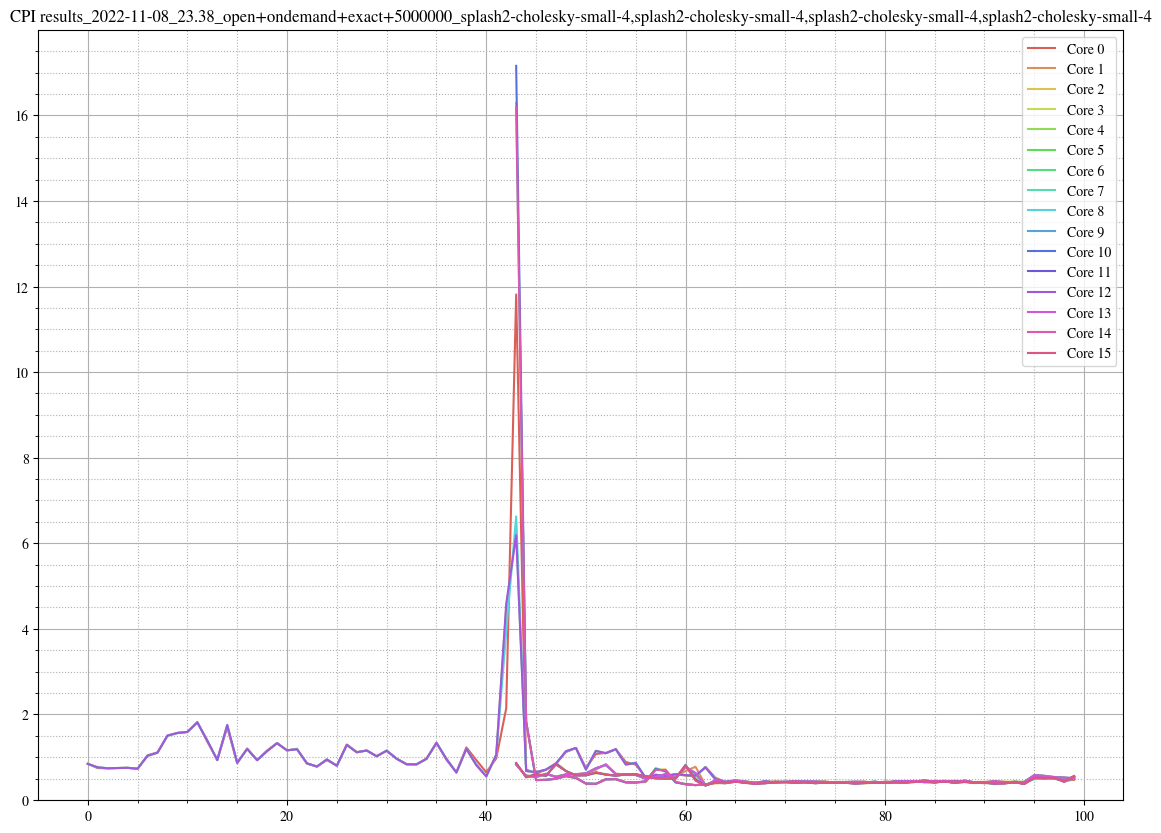 CPI results_2022-11-08_23.38_open+ondemand+exact+5000000_splash2-cholesky-small-4,splash2-cholesky-small-4,splash2-cholesky-small-4,splash2-cholesky-small-4
Core 0
Core 1
Core 2
Core 3
Core 4
Core 5
Core 6
Core 7
Core 8
Core 9
Core 10
Core 11
Core 12
Core 13
Core 14
Core 15
16
14
12
10
8
6
4
2
0
0 20 40 60 80 100